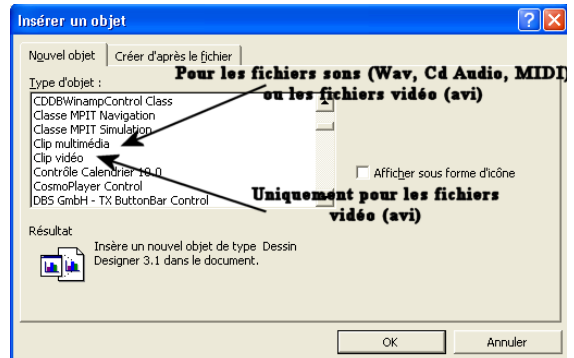 Insérer un objet
Nouvel objet
Créer d'après le fichier
Type d'objet :
Pour les fichiers sons (Wav, Cd Audio, MIDI)
ou les fichiers vidéo (avi)
CDDBWinampControl Class
Classe MPIT Navigation
Classe MPIT Simulation
Clip multimédia
Clip vidéo
Contrôle Calendrier 10.0
CosmoPlayer Control
DBS GmbH - TX ButtonBar Control
Afficher sous forme d'icône
Uniquement pour les fichiers
vidéo (avi)
Résultat
Insère un nouvel objet de type Dessin
Designer 3.1 dans le document.
OK
Annuler